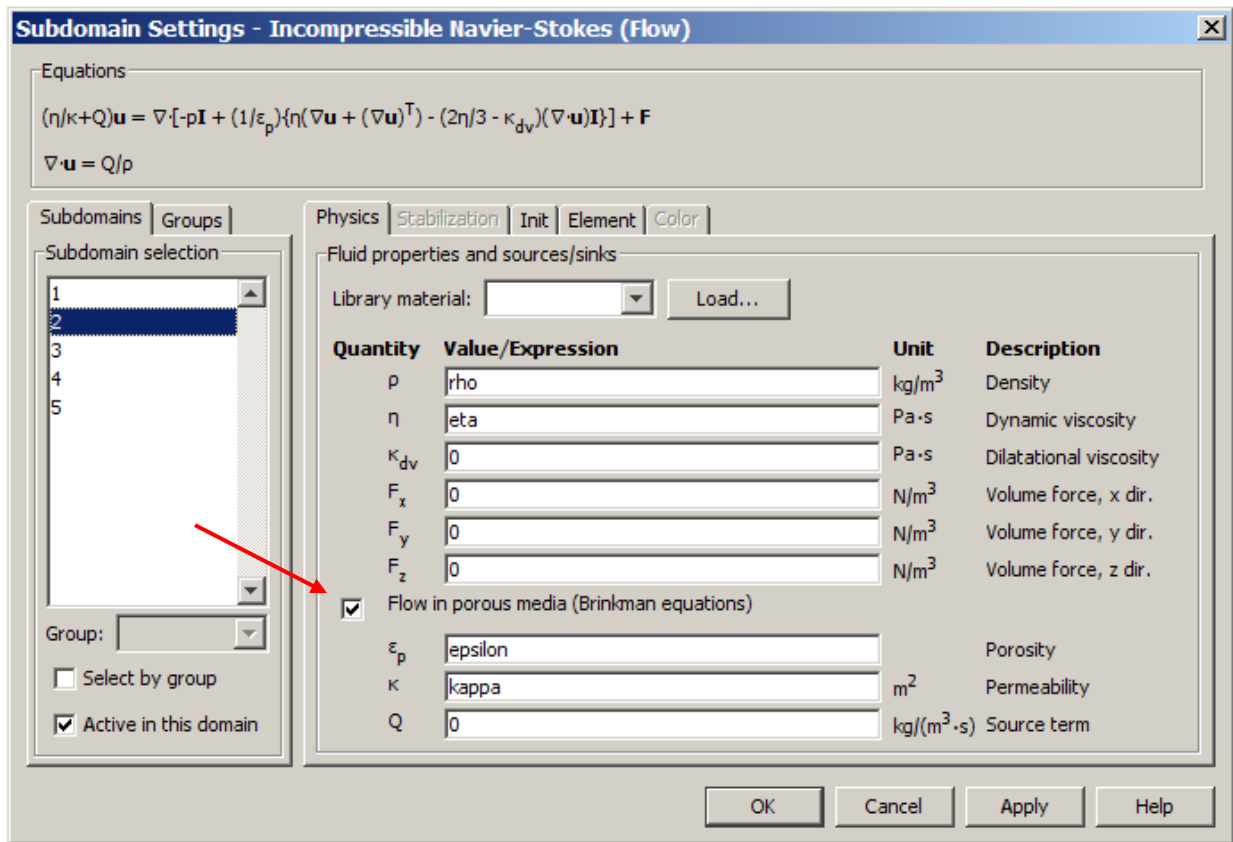 Subdomain Settings - Incompressible Navier-Stokes (Flow)
Equations
(η/κ+Q)u = ∇·[-pI + (1/εp){η(∇u + (∇u)T) - (2η/3 - κdv)(∇·u)I}] + F
∇·u = Q/ρ
Subdomains Groups
Subdomain selection
1
2
3
4
5
Group:
Select by group
Active in this domain
Physics Stabilization Init Element Color
Fluid properties and sources/sinks
Library material: Load...
Quantity Value/Expression Unit Description
ρ rho kg/m3 Density
η eta Pa·s Dynamic viscosity
κdv 0 Pa·s Dilatational viscosity
Fx 0 N/m3 Volume force, x dir.
Fy 0 N/m3 Volume force, y dir.
Fz 0 N/m3 Volume force, z dir.
Flow in porous media (Brinkman equations)
εp epsilon Porosity
κ kappa m2 Permeability
Q 0 kg/(m3·s) Source term
OK Cancel Apply Help